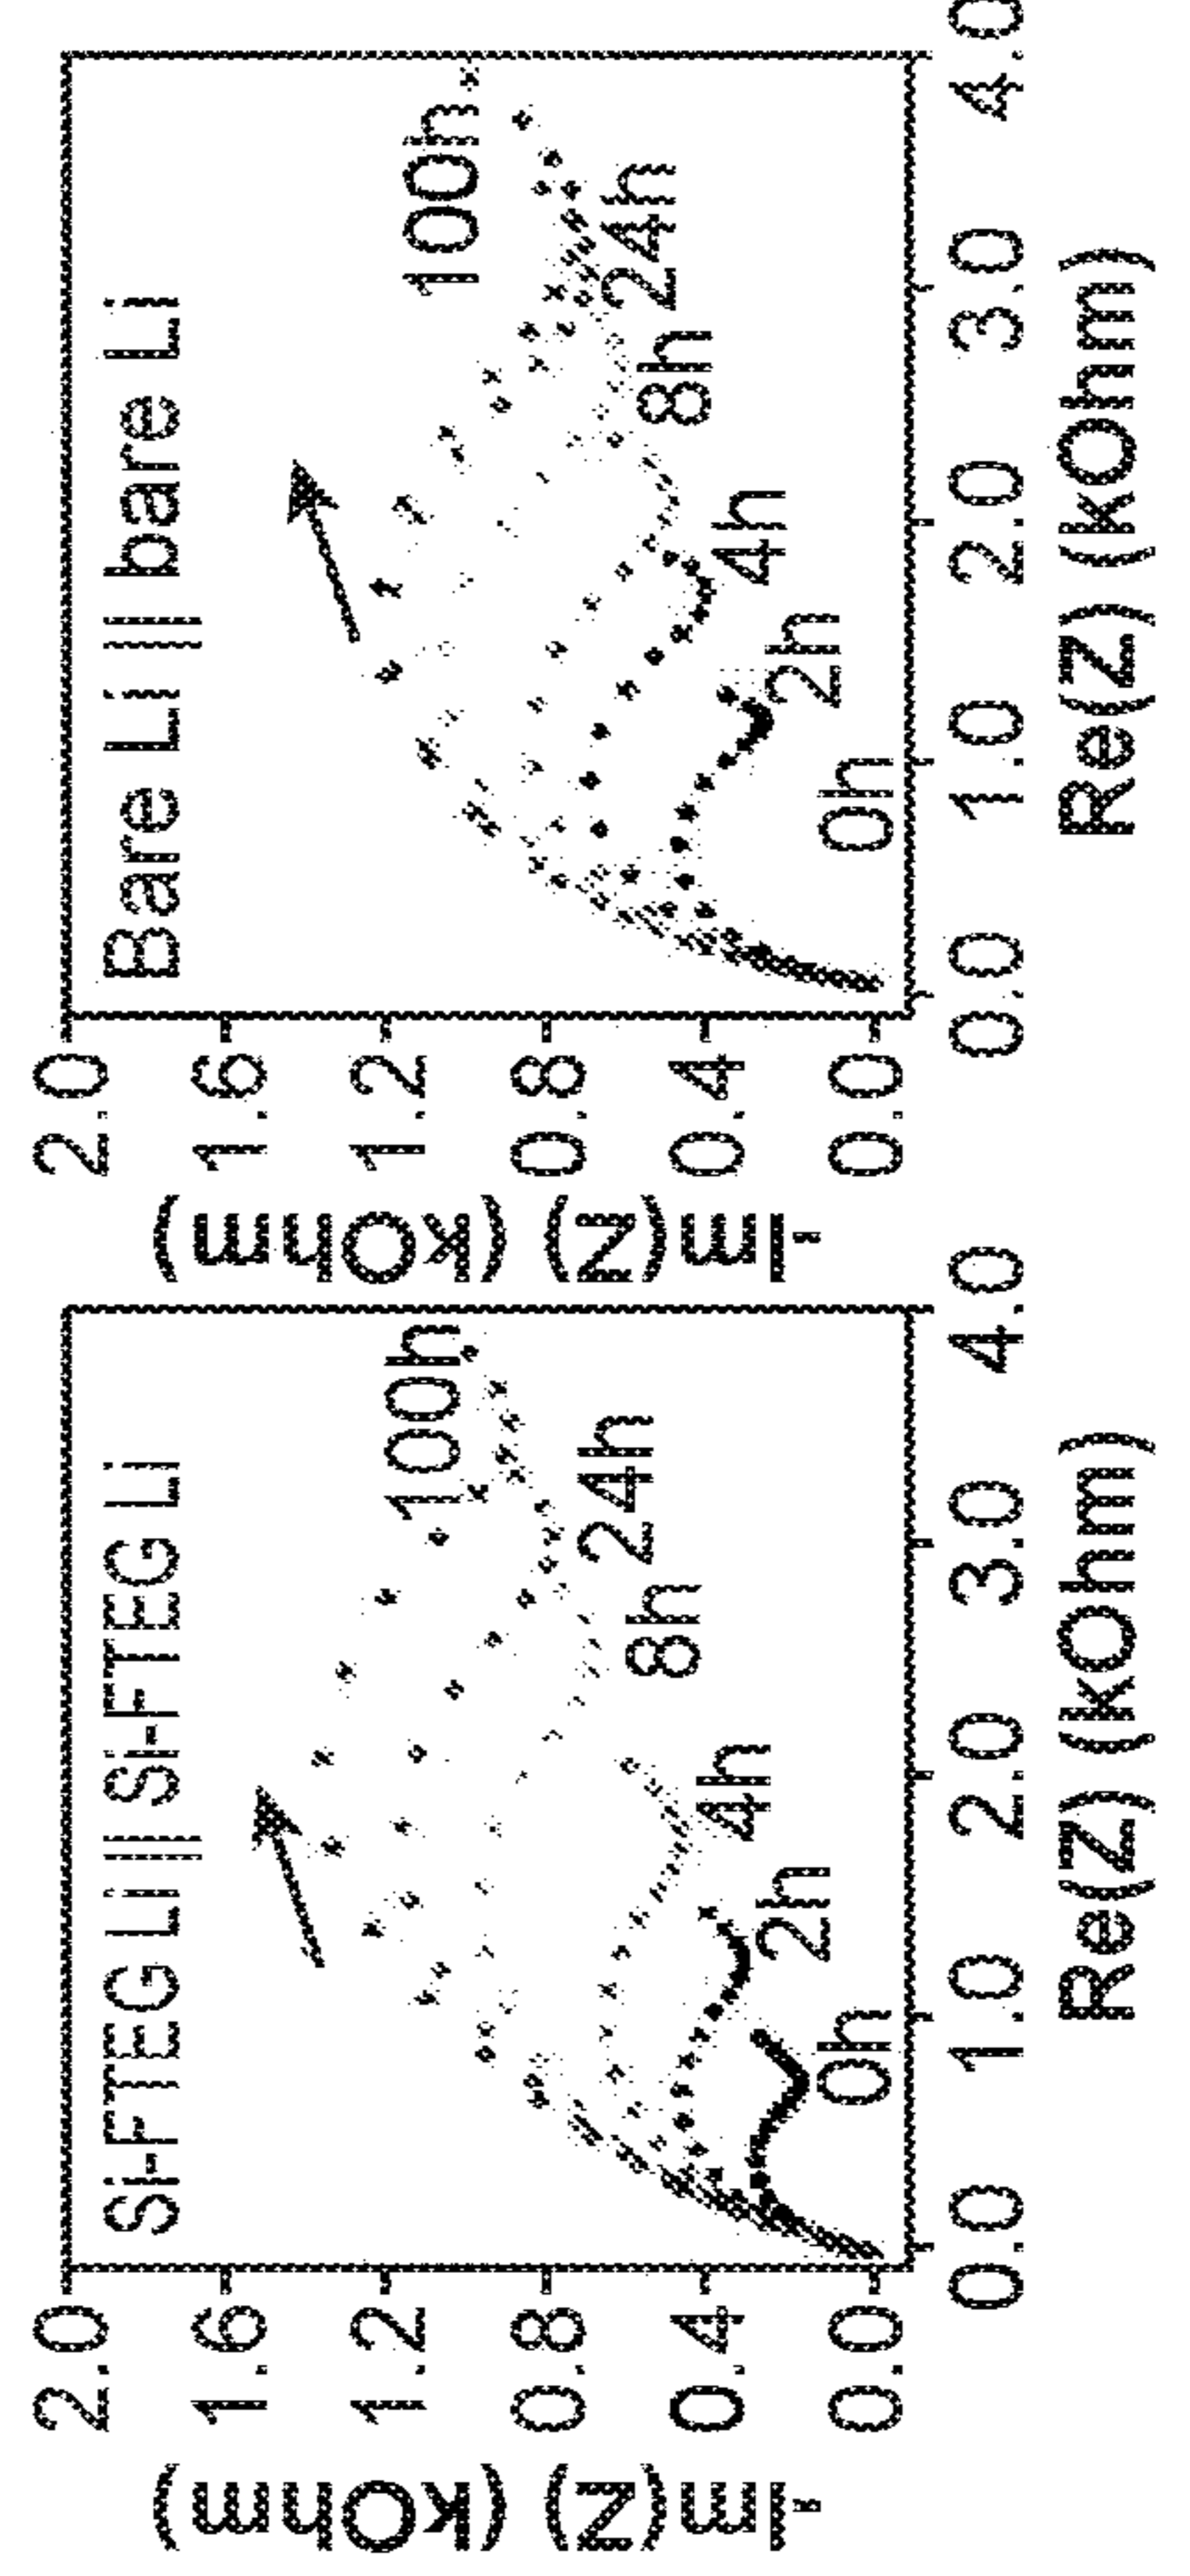 Si-FTEG Li || Si-FTEG Li
-Im(Z) (kOhm)
2.0
1.6
1.2
0.8
0.4
0.0
100h
24h
8h
4h
2h
0h
0.0 1.0 2.0 3.0 4.0
Re(Z) (kOhm)
Bare Li || bare Li
-Im(Z) (kOhm)
2.0
1.6
1.2
0.8
0.4
0.0
100h
24h
8h
4h
2h
0h
0.0 1.0 2.0 3.0 4.0
Re(Z) (kOhm)